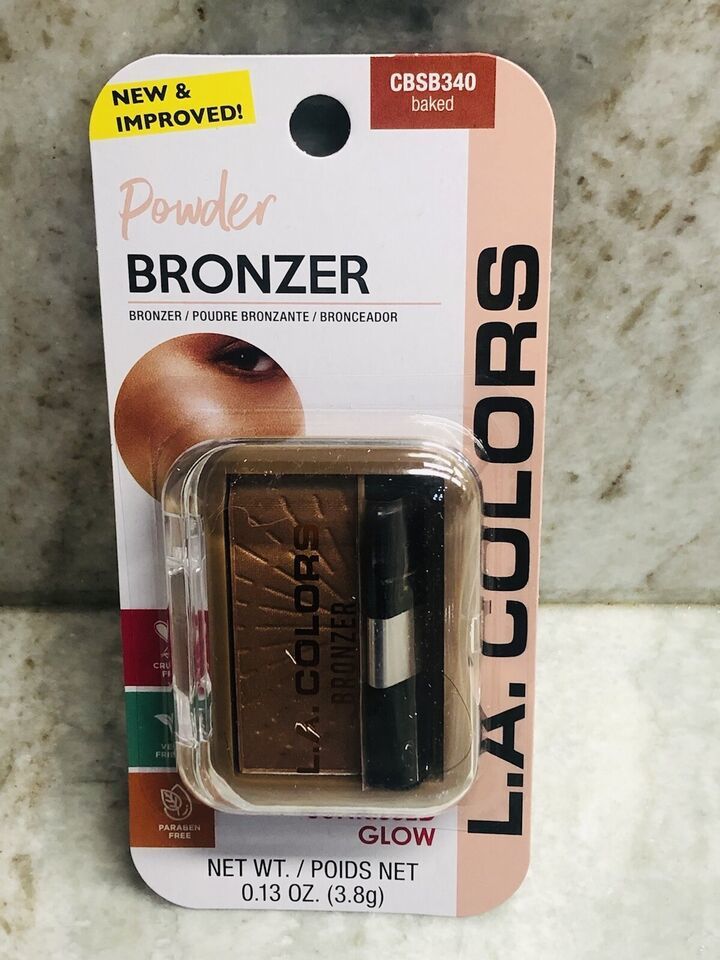 NEW &
IMPROVED!
CBSB340
baked
Powder
BRONZER
BRONZER / POUDRE BRONZANTE / BRONCEADOR
L.A. COLORS
L.A. COLORS
BRONZER
PARABEN
FREE
GLOW
NET WT. / POIDS NET
0.13 OZ. (3.8g)